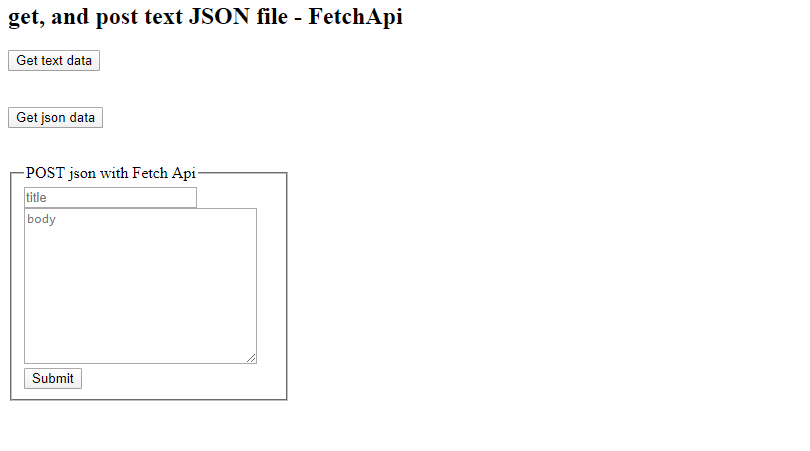 get, and post text JSON file - FetchApi
Get text data
Get json data
POST json with Fetch Api
title
body
Submit